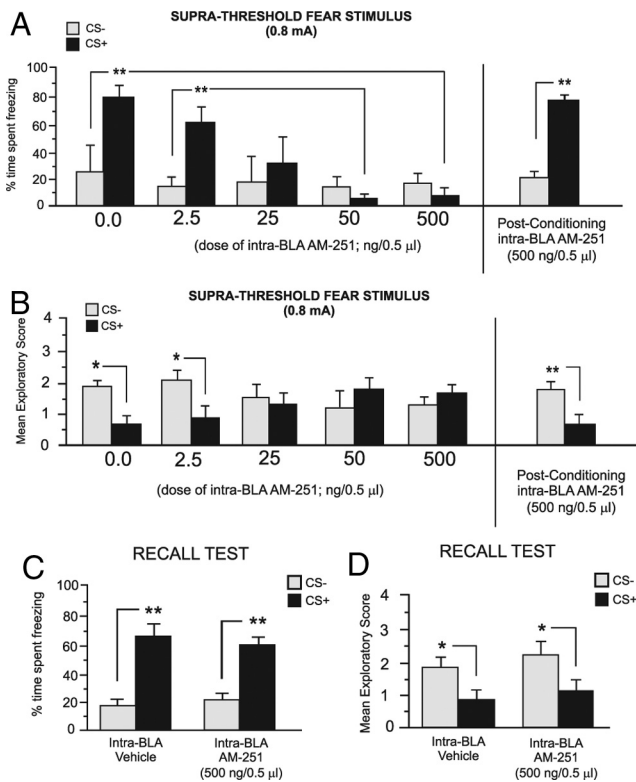 A
SUPRA-THRESHOLD FEAR STIMULUS
(0.8 mA)
CS-
CS+
% time spent freezing
100
80
60
40
20
0
**
**
**
0.0 2.5 25 50 500
(dose of intra-BLA AM-251; ng/0.5 µl)
Post-Conditioning
intra-BLA AM-251
(500 ng/0.5 µl)
B
SUPRA-THRESHOLD FEAR STIMULUS
(0.8 mA)
CS-
CS+
Mean Exploratory Score
4
3
2
1
0
*
*
**
0.0 2.5 25 50 500
(dose of intra-BLA AM-251; ng/0.5 µl)
Post-Conditioning
intra-BLA AM-251
(500 ng/0.5 µl)
C
RECALL TEST
CS-
CS+
% time spent freezing
100
80
60
40
20
0
**
**
Intra-BLA
Vehicle
Intra-BLA
AM-251
(500 ng/0.5 µl)
D
RECALL TEST
CS-
CS+
Mean Exploratory Score
4
3
2
1
0
*
*
Intra-BLA
Vehicle
Intra-BLA
AM-251
(500 ng/0.5 µl)